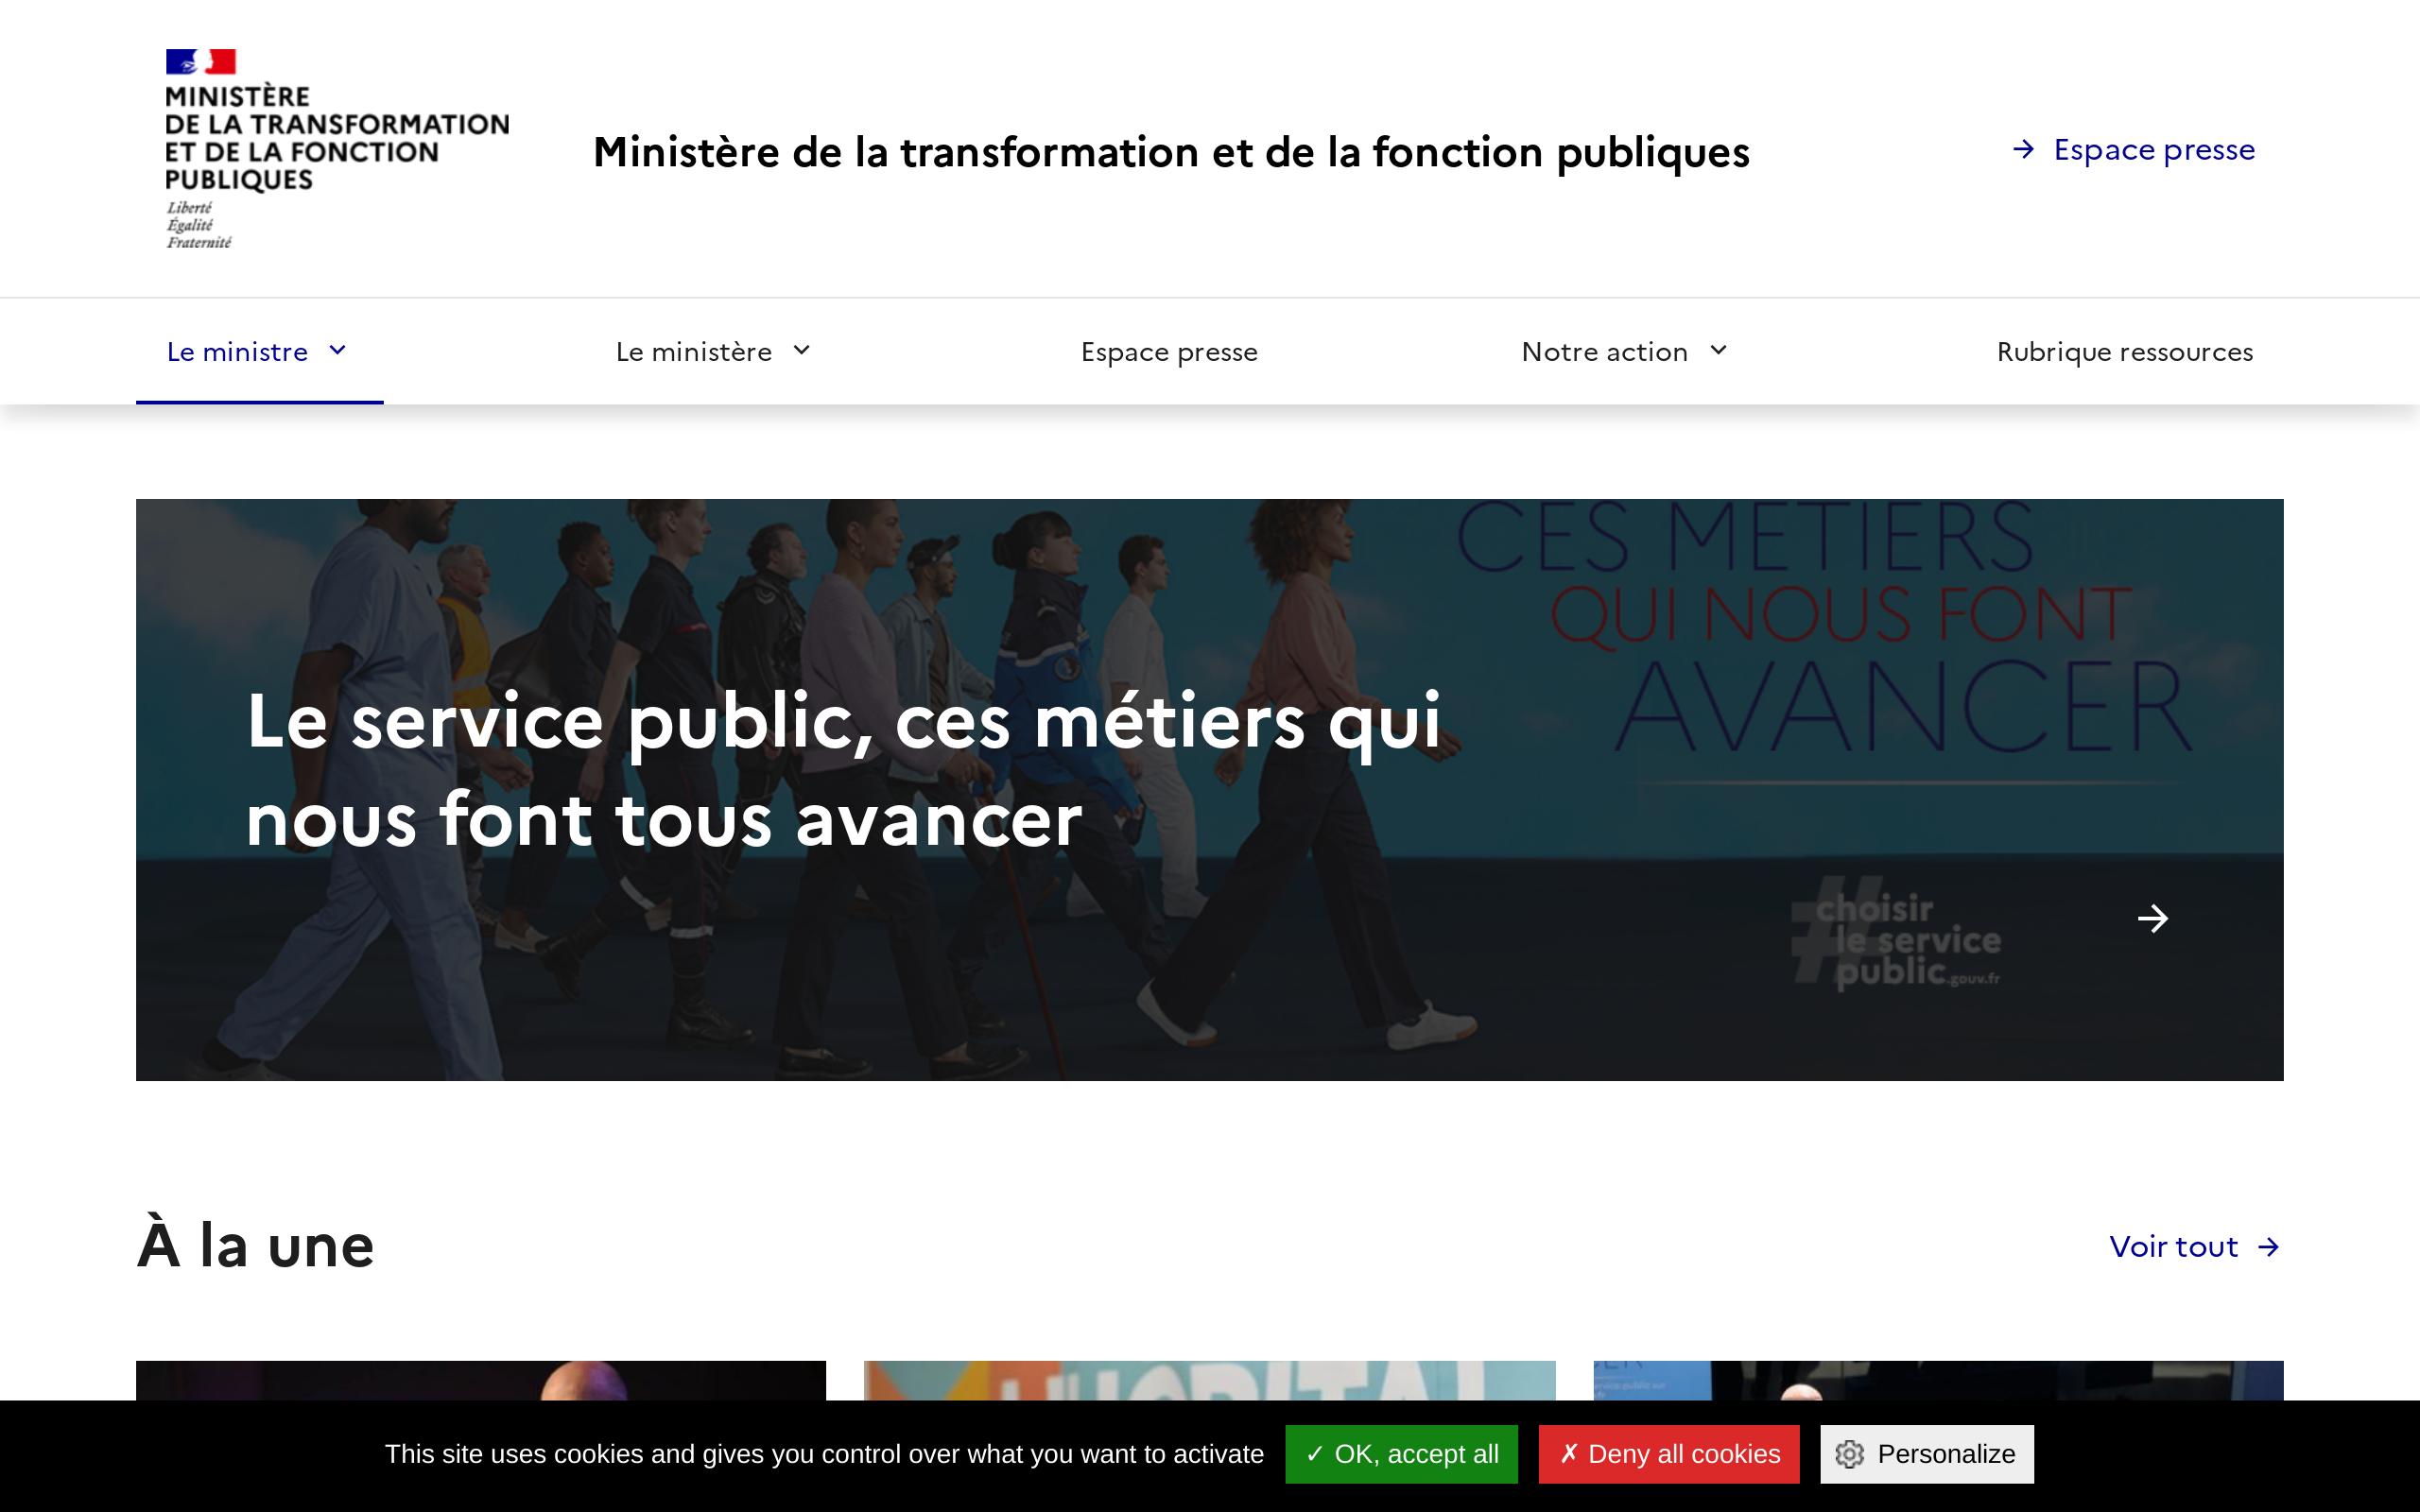 MINISTÈRE
DE LA TRANSFORMATION
ET DE LA FONCTION
PUBLIQUES
Liberté
Égalité
Fraternité
Ministère de la transformation et de la fonction publiques
Espace presse
Le ministre
Le ministère
Espace presse
Notre action
Rubrique ressources
CES METIERS
QUI NOUS FONT
AVANCER
Le service public, ces métiers qui
nous font tous avancer
#choisir
le service
public.gouv.fr
À la une
Voir tout
This site uses cookies and gives you control over what you want to activate
✓ OK, accept all
✗ Deny all cookies
Personalize